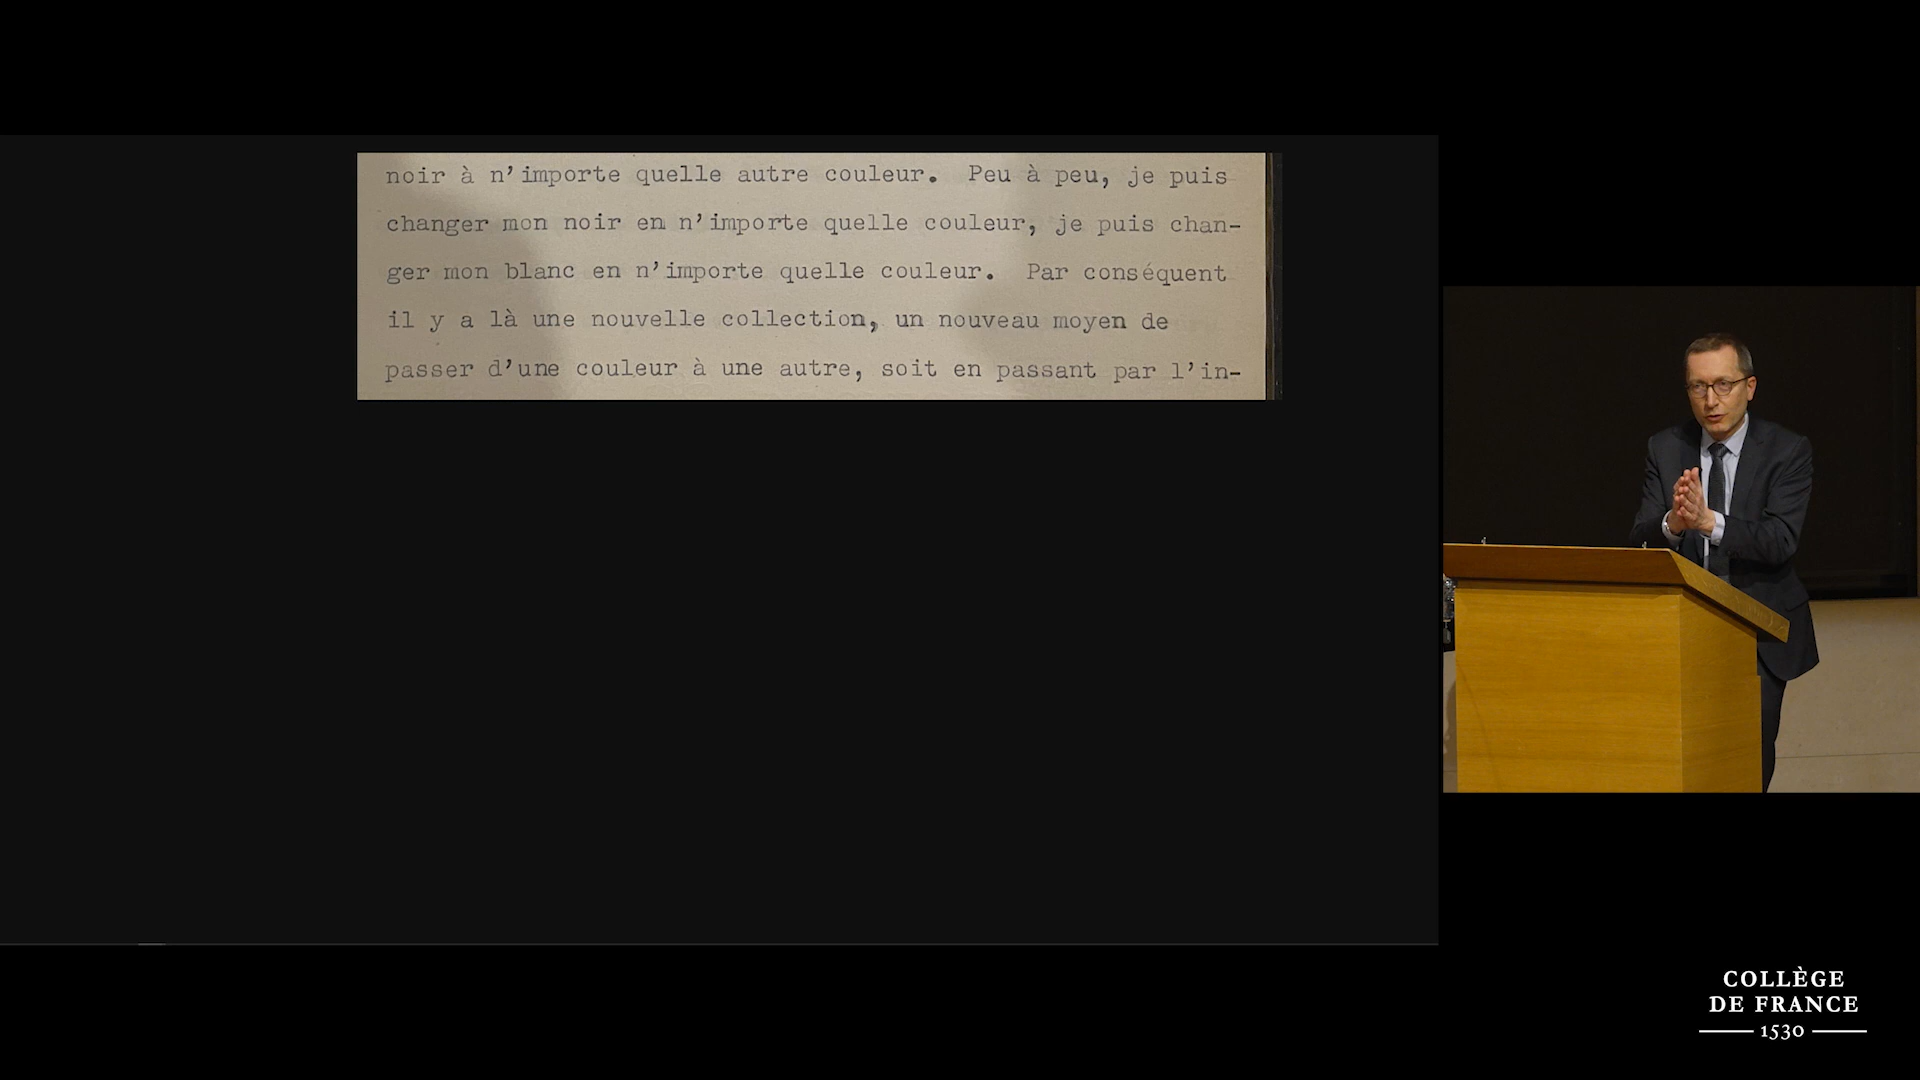 noir à n'importe quelle autre couleur. Peu à peu, je puis
changer mon noir en n'importe quelle couleur, je puis chan-
ger mon blanc en n'importe quelle couleur. Par conséquent
il y a là une nouvelle collection, un nouveau moyen de
passer d'une couleur à une autre, soit en passant par l'in-
COLLÈGE
DE FRANCE
1530